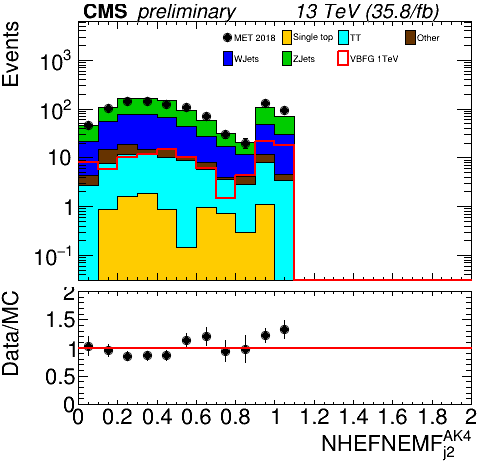 CMS preliminary 13 TeV (35.8/fb)
Events
MET 2018 Single top TT Other
WJets ZJets VBFG 1TeV
10³
10²
10
1
10⁻¹
Data/MC
2
1.5
1
0.5
0
0 0.2 0.4 0.6 0.8 1 1.2 1.4 1.6 1.8 2
NHEFNEMF^{AK4}_{j2}